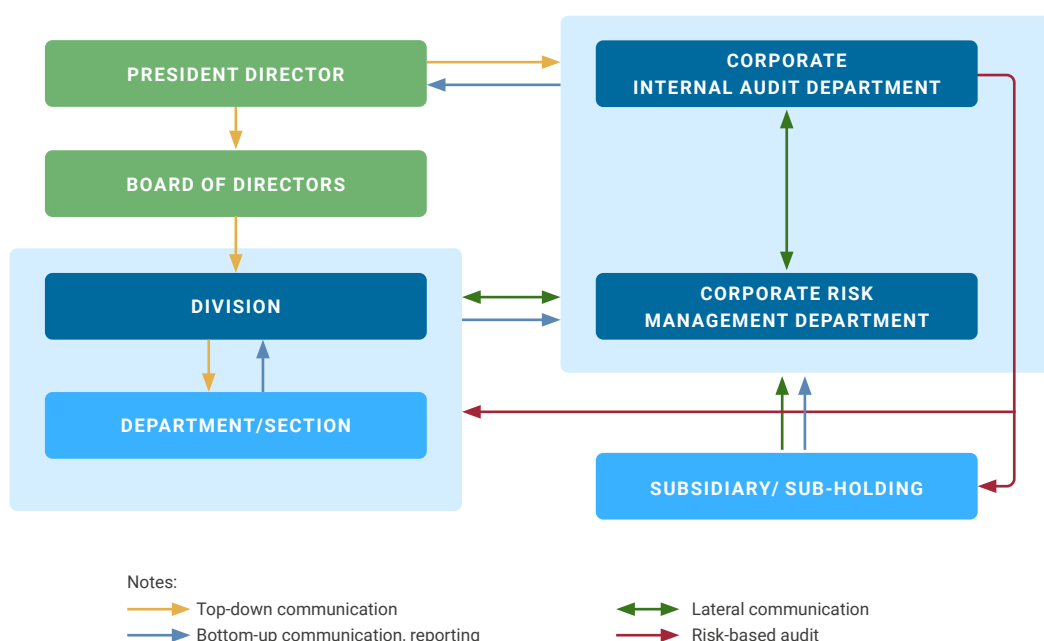 PRESIDENT DIRECTOR
BOARD OF DIRECTORS
DIVISION
DEPARTMENT/SECTION
CORPORATE
INTERNAL AUDIT DEPARTMENT
CORPORATE RISK
MANAGEMENT DEPARTMENT
SUBSIDIARY/ SUB-HOLDING
Notes:
Top-down communication
Bottom-up communication, reporting
Lateral communication
Risk-based audit